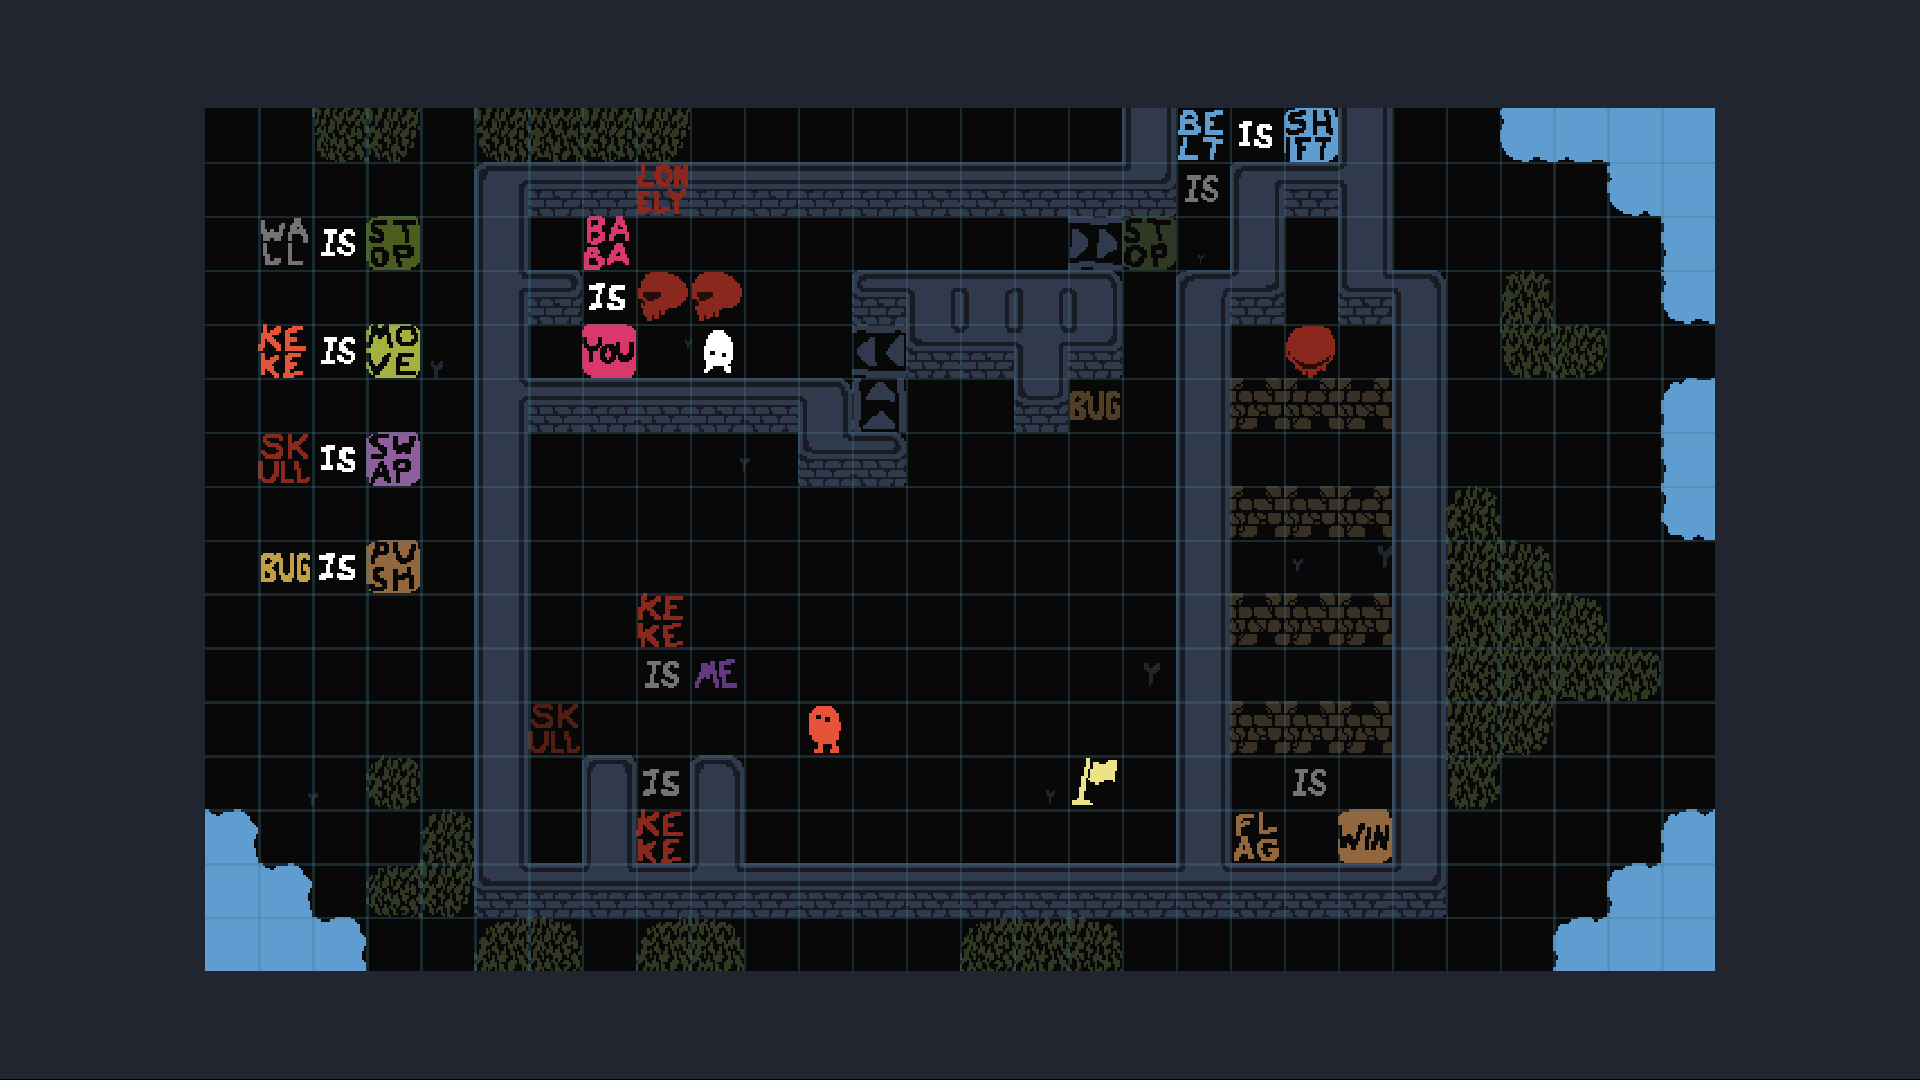 BELT IS SHFT
LONELY
IS
WALL IS STOP
BABA
STOP
IS
KEKE IS MOVE
YOU
BUG
SKULL IS SWAP
BUG IS PUSH
KEKE
IS ME
SKULL
IS
IS
KEKE
FLAG
WIN